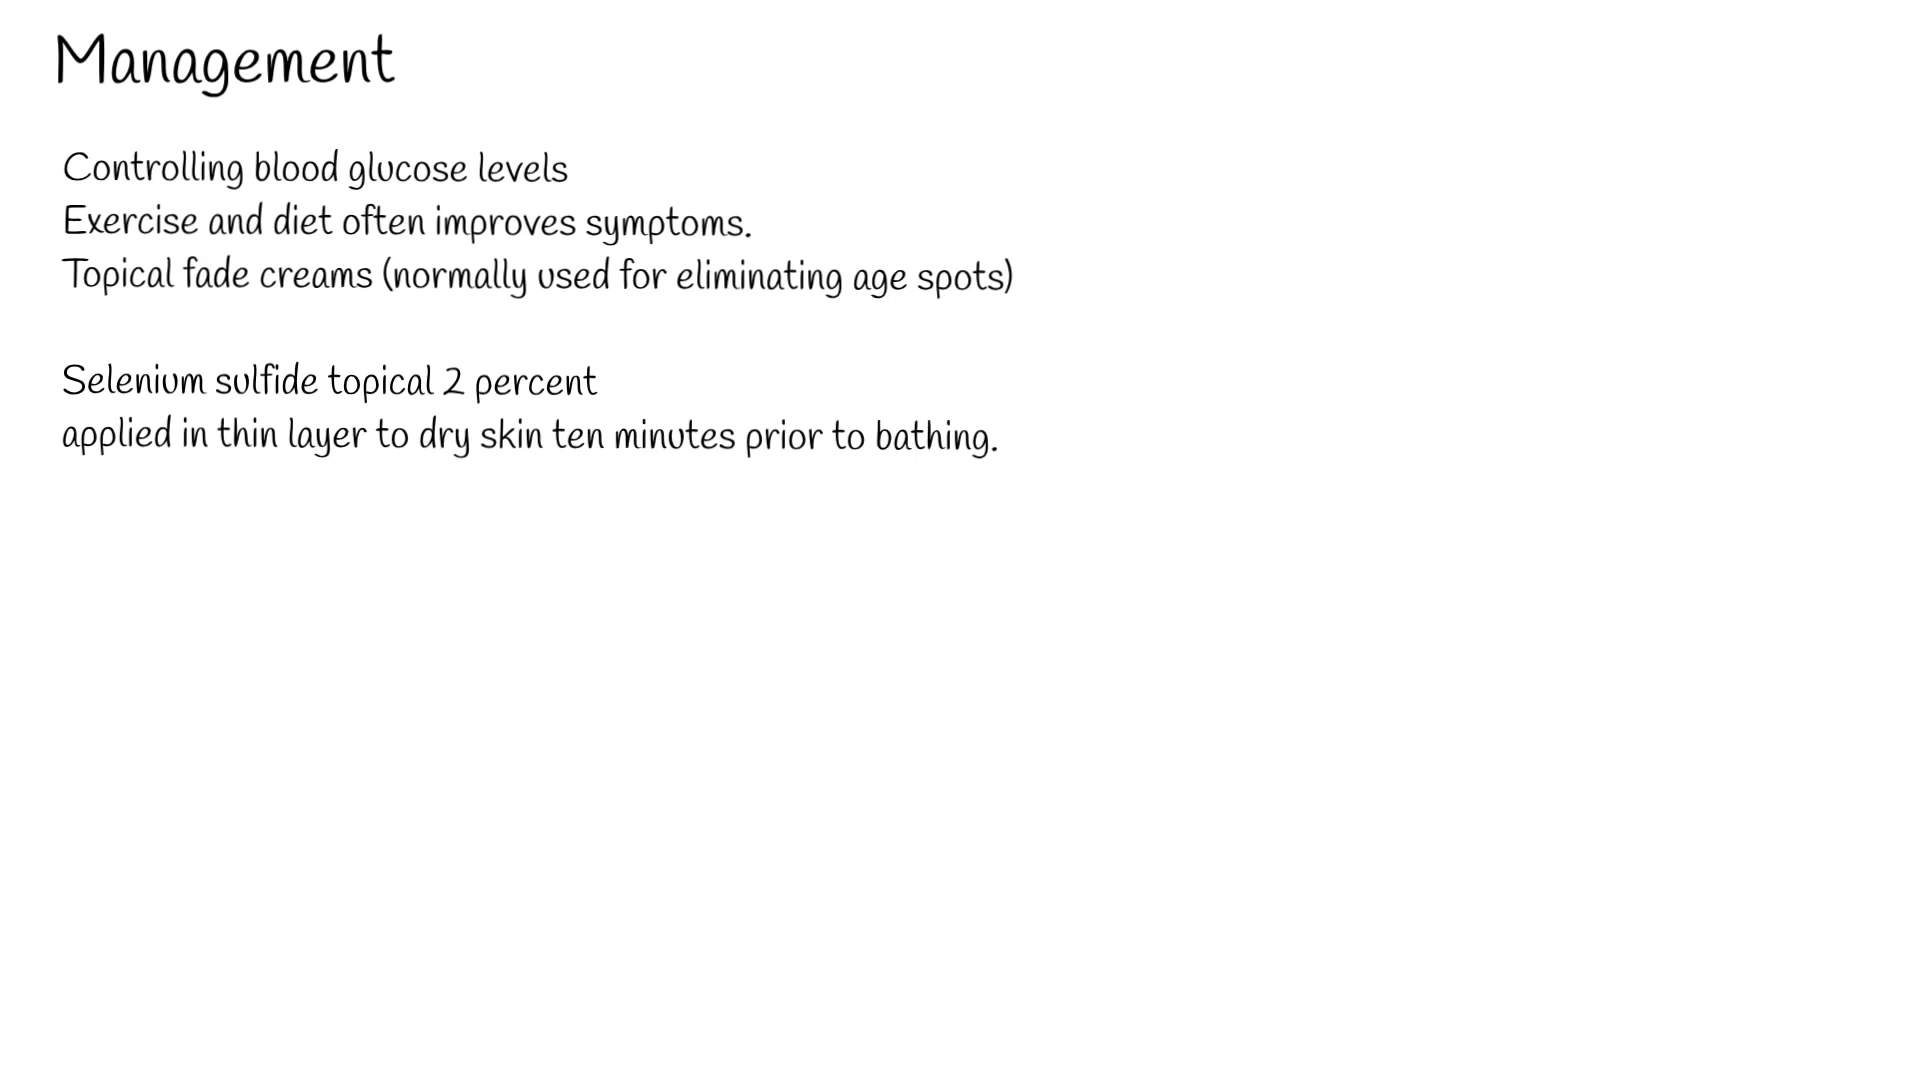 Management
Controlling blood glucose levels
Exercise and diet often improves symptoms.
Topical fade creams (normally used for eliminating age spots)
Selenium sulfide topical 2 percent
applied in thin layer to dry skin ten minutes prior to bathing.